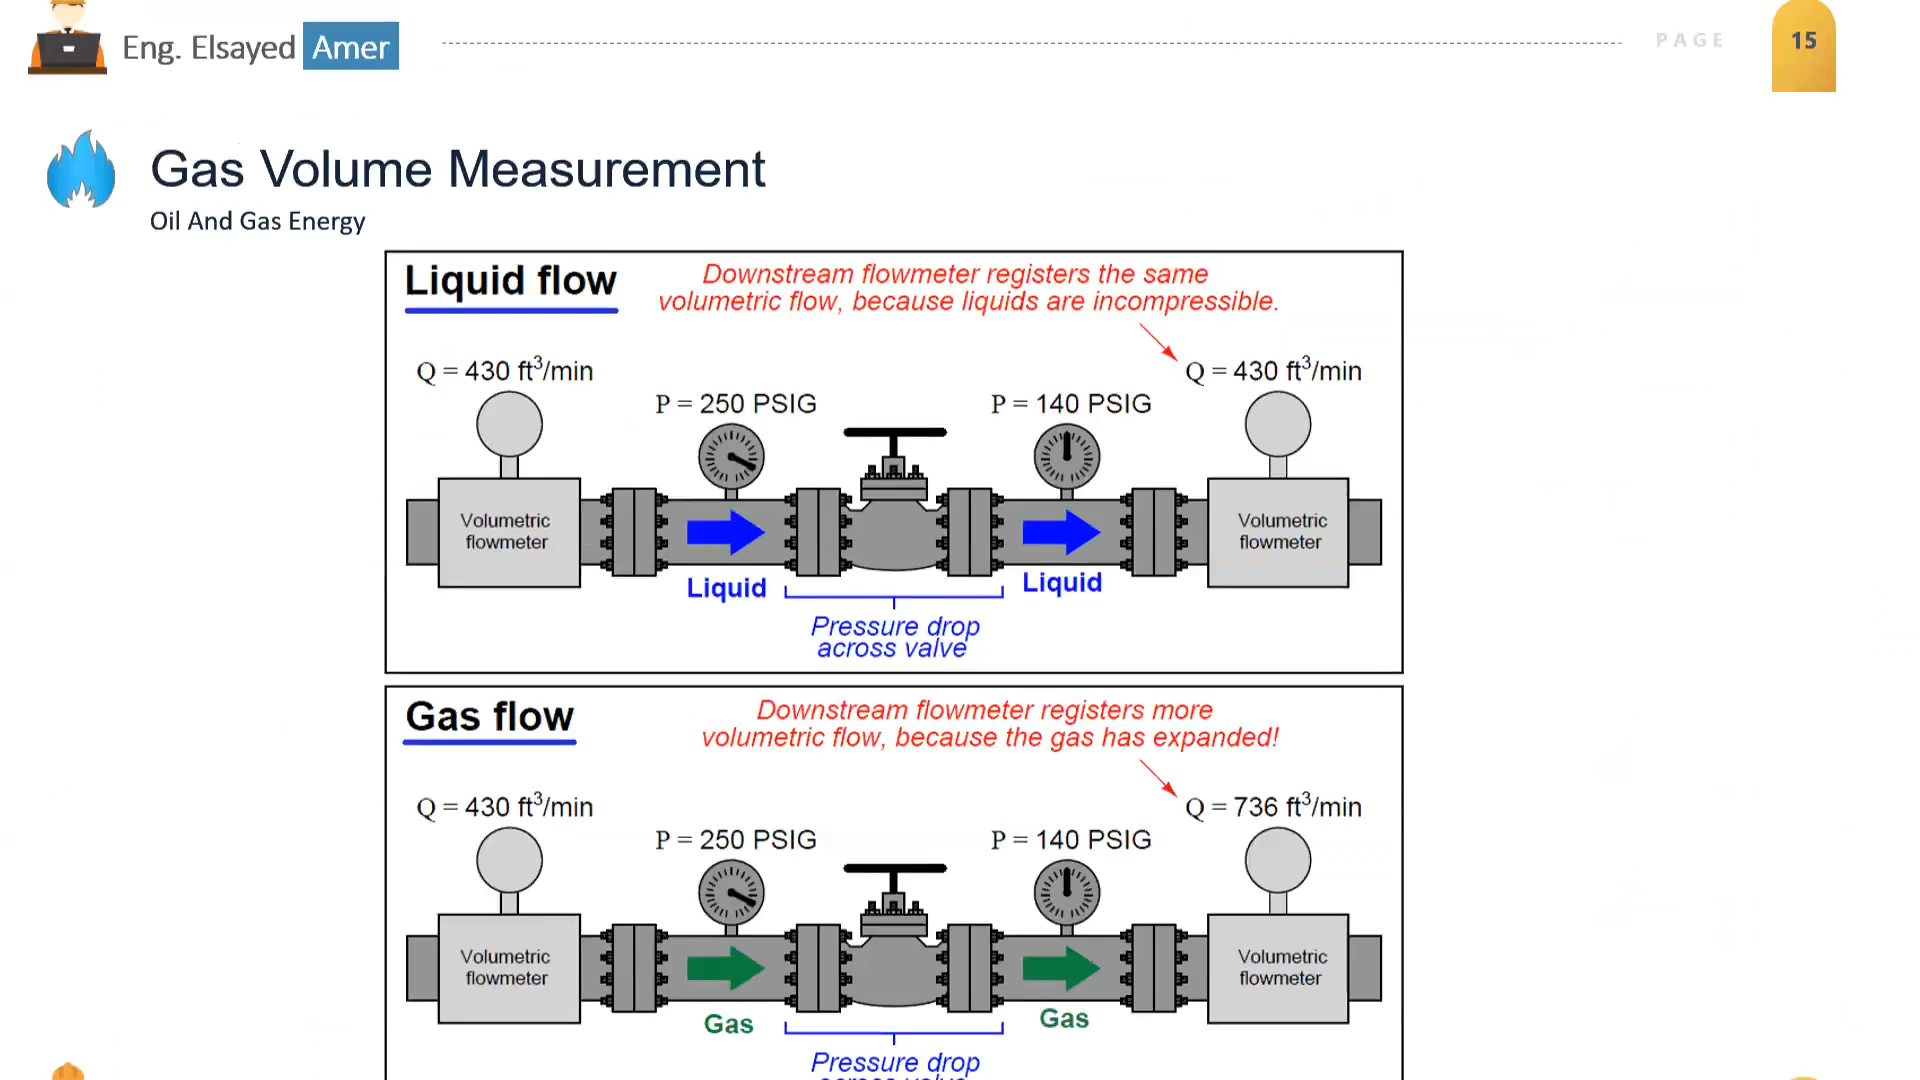 Eng. Elsayed Amer
PAGE
15
Gas Volume Measurement
Oil And Gas Energy
Liquid flow
Downstream flowmeter registers the same
volumetric flow, because liquids are incompressible.
Q = 430 ft³/min
Q = 430 ft³/min
P = 250 PSIG
P = 140 PSIG
Volumetric
flowmeter
Volumetric
flowmeter
Liquid
Liquid
Pressure drop
across valve
Gas flow
Downstream flowmeter registers more
volumetric flow, because the gas has expanded!
Q = 430 ft³/min
Q = 736 ft³/min
P = 250 PSIG
P = 140 PSIG
Volumetric
flowmeter
Volumetric
flowmeter
Gas
Gas
Pressure drop